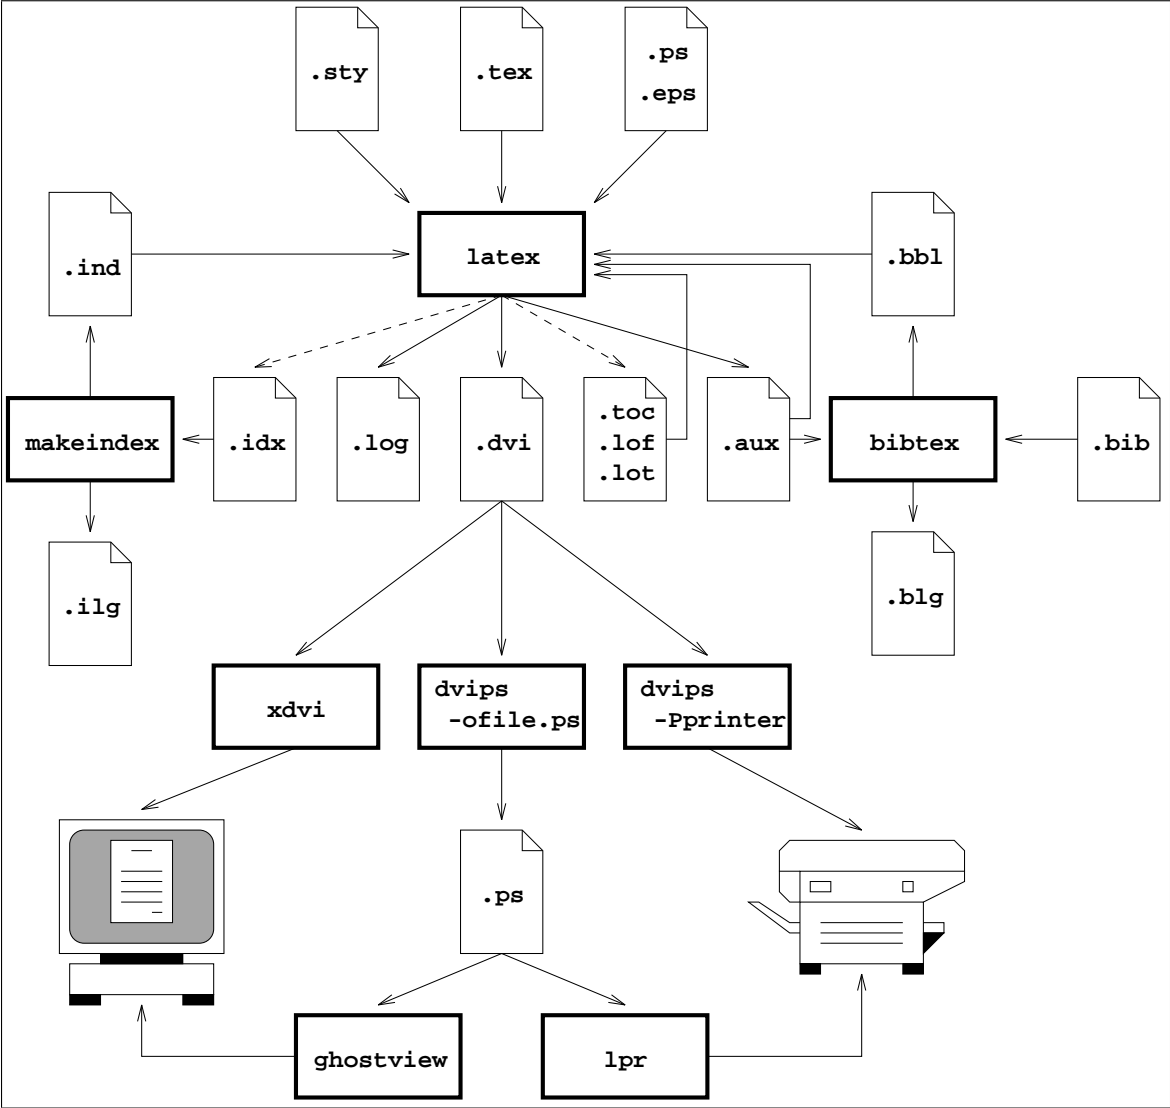 .sty
.tex
.ps
.eps
.ind
latex
.bbl
makeindex
.idx
.log
.dvi
.toc
.lof
.lot
.aux
bibtex
.bib
.ilg
.blg
xdvi
dvips
-ofile.ps
dvips
-Pprinter
.ps
ghostview
lpr